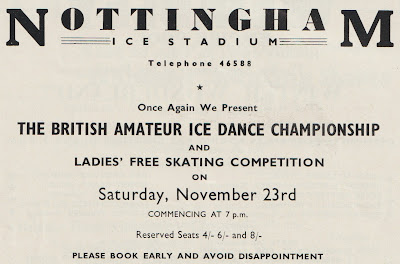 NOTTINGHAM
ICE STADIUM
Telephone 46588
★
Once Again We Present
THE BRITISH AMATEUR ICE DANCE CHAMPIONSHIP
AND
LADIES' FREE SKATING COMPETITION
ON
Saturday, November 23rd
COMMENCING AT 7 p.m.
Reserved Seats 4/- 6/- and 8/-
PLEASE BOOK EARLY AND AVOID DISAPPOINTMENT